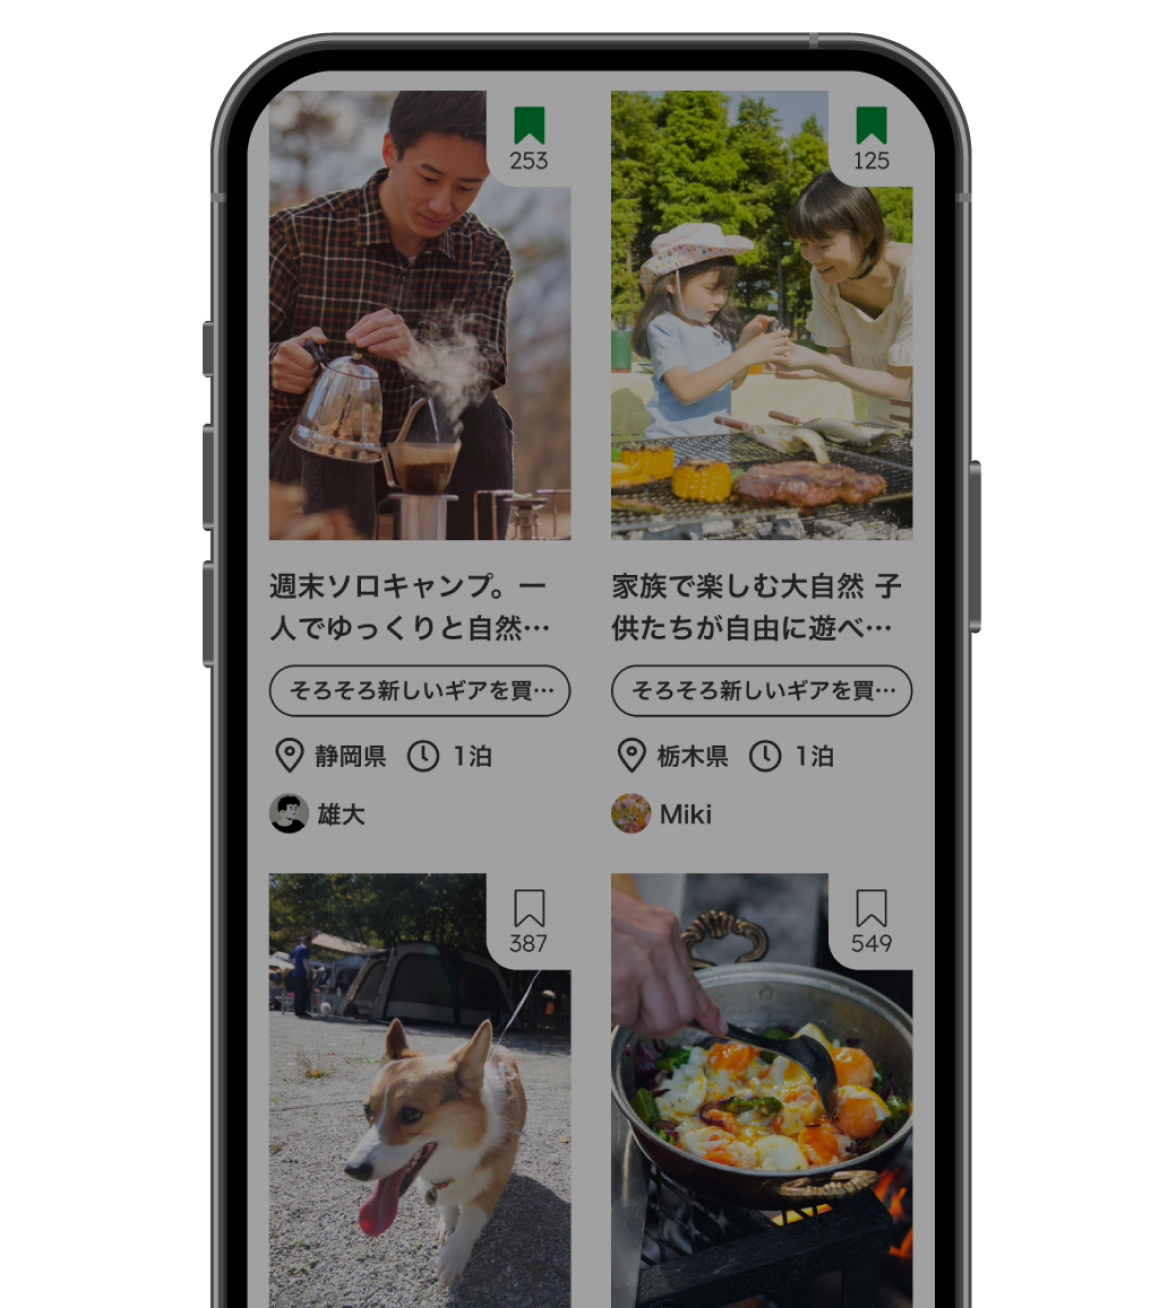 253
125
週末ソロキャンプ。一
人でゆっくりと自然…
家族で楽しむ大自然 子
供たちが自由に遊べ…
そろそろ新しいギアを買…
そろそろ新しいギアを買…
静岡県 1泊
栃木県 1泊
雄大
Miki
387
549